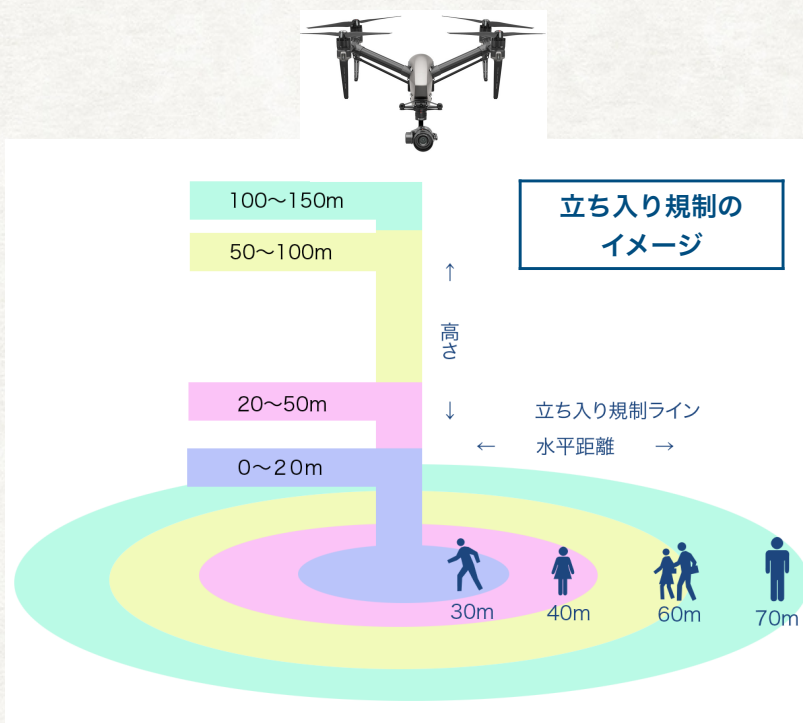 100〜150m
立ち入り規制の
イメージ
50〜100m
↑
高さ
↓
20〜50m
立ち入り規制ライン
← 水平距離 →
0〜20m
30m
40m
60m
70m